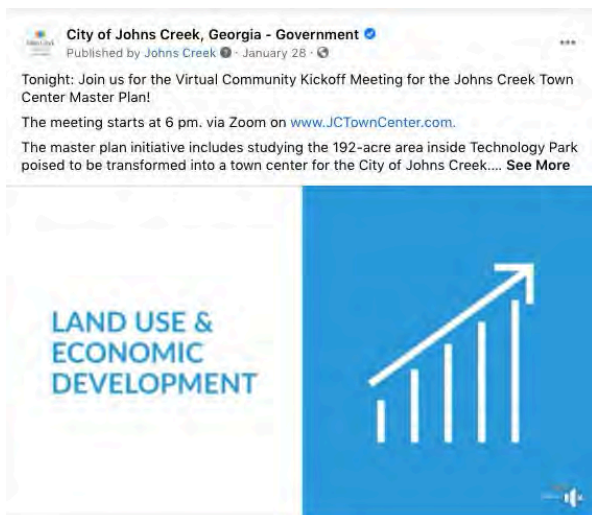 City of Johns Creek, Georgia - Government
Published by Johns Creek · January 28 ·
Tonight: Join us for the Virtual Community Kickoff Meeting for the Johns Creek Town
Center Master Plan!
The meeting starts at 6 pm. via Zoom on www.JCTownCenter.com.
The master plan initiative includes studying the 192-acre area inside Technology Park
poised to be transformed into a town center for the City of Johns Creek.... See More
LAND USE &
ECONOMIC
DEVELOPMENT